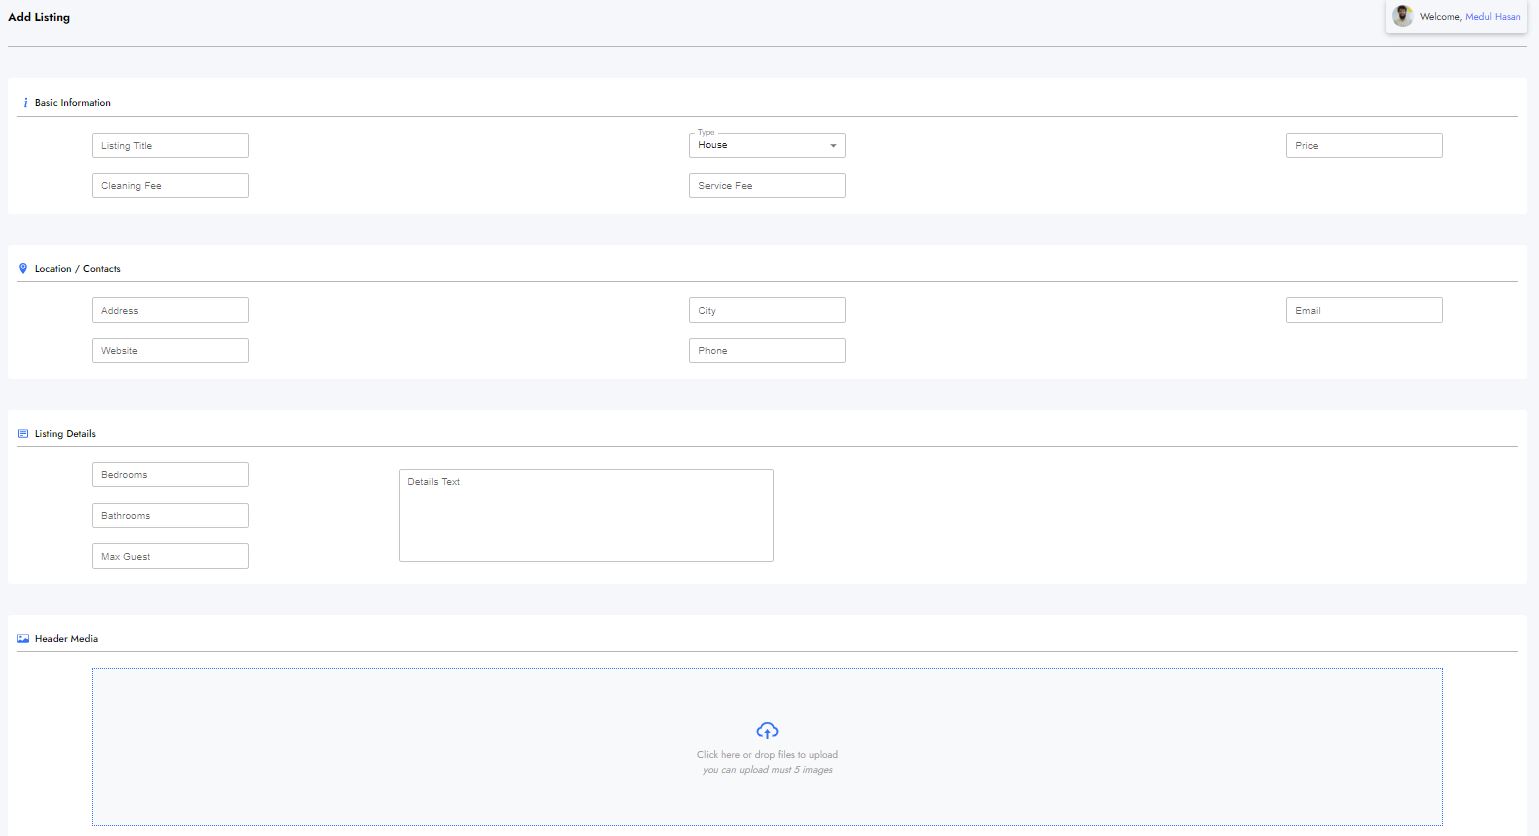 Add Listing
Welcome, Medul Hasan
Basic Information
Listing Title
Type
House
Price
Cleaning Fee
Service Fee
Location / Contacts
Address
City
Email
Website
Phone
Listing Details
Bedrooms
Details Text
Bathrooms
Max Guest
Header Media
Click here or drop files to upload
you can upload must 5 images